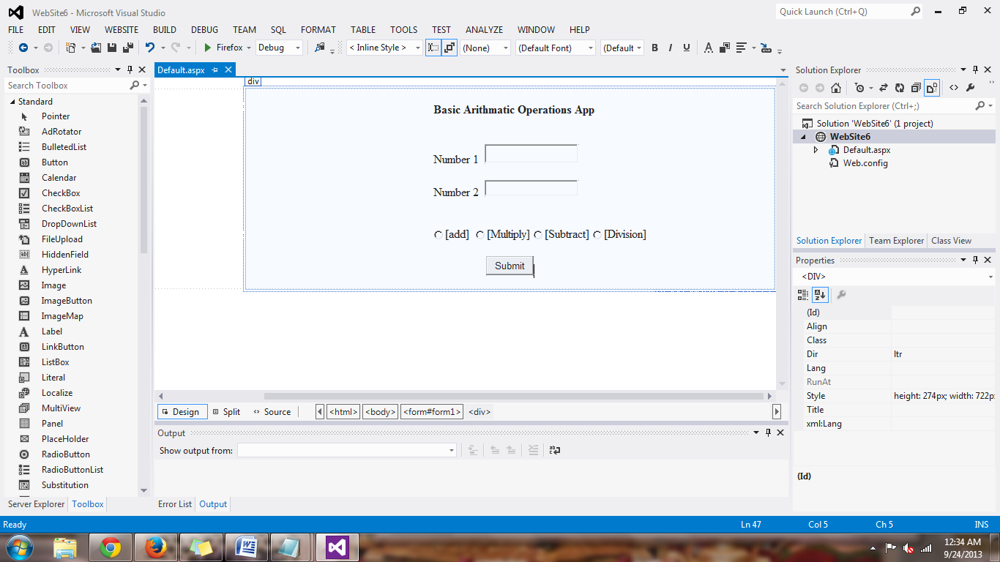 WebSite6 - Microsoft Visual Studio
Quick Launch (Ctrl+Q)
FILE EDIT VIEW WEBSITE BUILD DEBUG TEAM SQL FORMAT TABLE TOOLS TEST ANALYZE WINDOW HELP
Firefox Debug < Inline Style > (None) (Default Font) (Default B I U
Toolbox
Search Toolbox
Standard
Pointer
AdRotator
BulletedList
Button
Calendar
CheckBox
CheckBoxList
DropDownList
FileUpload
HiddenField
HyperLink
Image
ImageButton
ImageMap
Label
LinkButton
ListBox
Literal
Localize
MultiView
Panel
PlaceHolder
RadioButton
RadioButtonList
Substitution
Server Explorer Toolbox
Default.aspx
div
Basic Arithmatic Operations App
Number 1
Number 2
[add] [Multiply] [Subtract] [Division]
Submit
Design Split Source <html> <body> <form#form1> <div>
Output
Show output from:
Error List Output
Solution Explorer
Search Solution Explorer (Ctrl+;)
Solution 'WebSite6' (1 project)
WebSite6
Default.aspx
Web.config
Solution Explorer Team Explorer Class View
Properties
<DIV>
(Id)
Align
Class
Dir ltr
Lang
RunAt
Style height: 274px; width: 722p
Title
xml:Lang
(Id)
Ready Ln 47 Col 5 Ch 5 INS
12:34 AM
9/24/2013